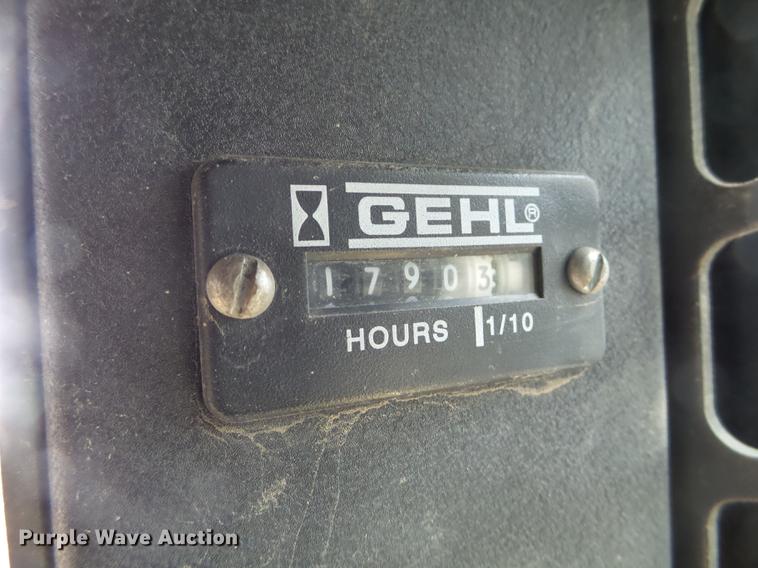 GEHL®
17903
HOURS 1/10
Purple Wave Auction